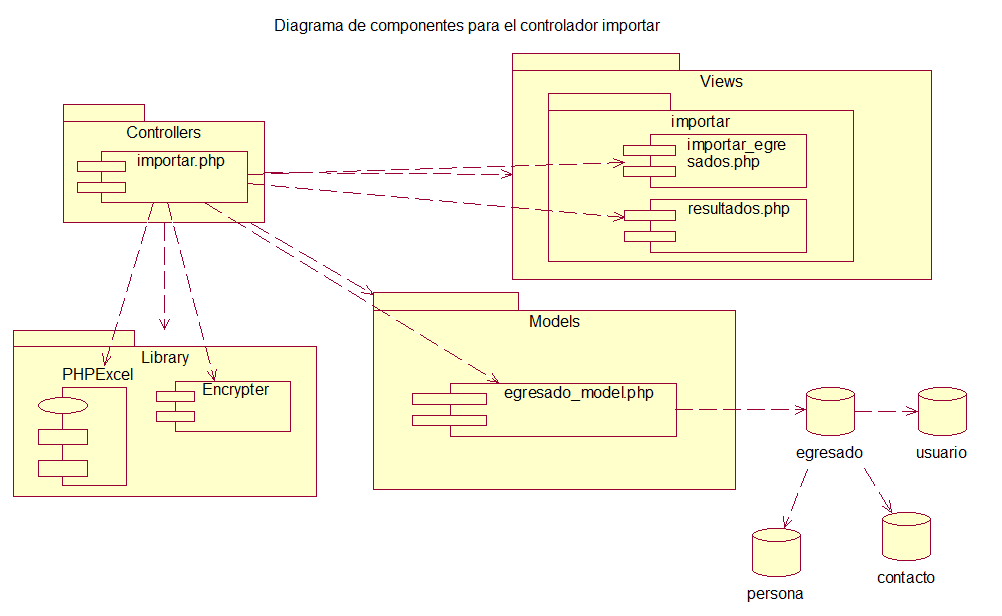 Diagrama de componentes para el controlador importar
Views
Controllers
importar.php
importar
importar_egre
sados.php
resultados.php
Models
Library
PHPExcel
Encrypter
egresado_model.php
egresado
usuario
persona
contacto